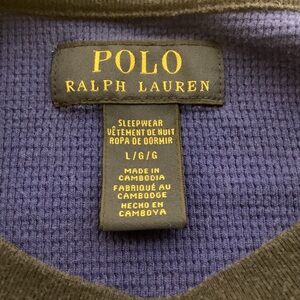 POLO
RALPH LAUREN
SLEEPWEAR
VÊTEMENT DE NUIT
ROPA DE DORMIR
L/G/G
MADE IN
CAMBODIA
FABRIQUÉ AU
CAMBODGE
HECHO EN
CAMBOYA